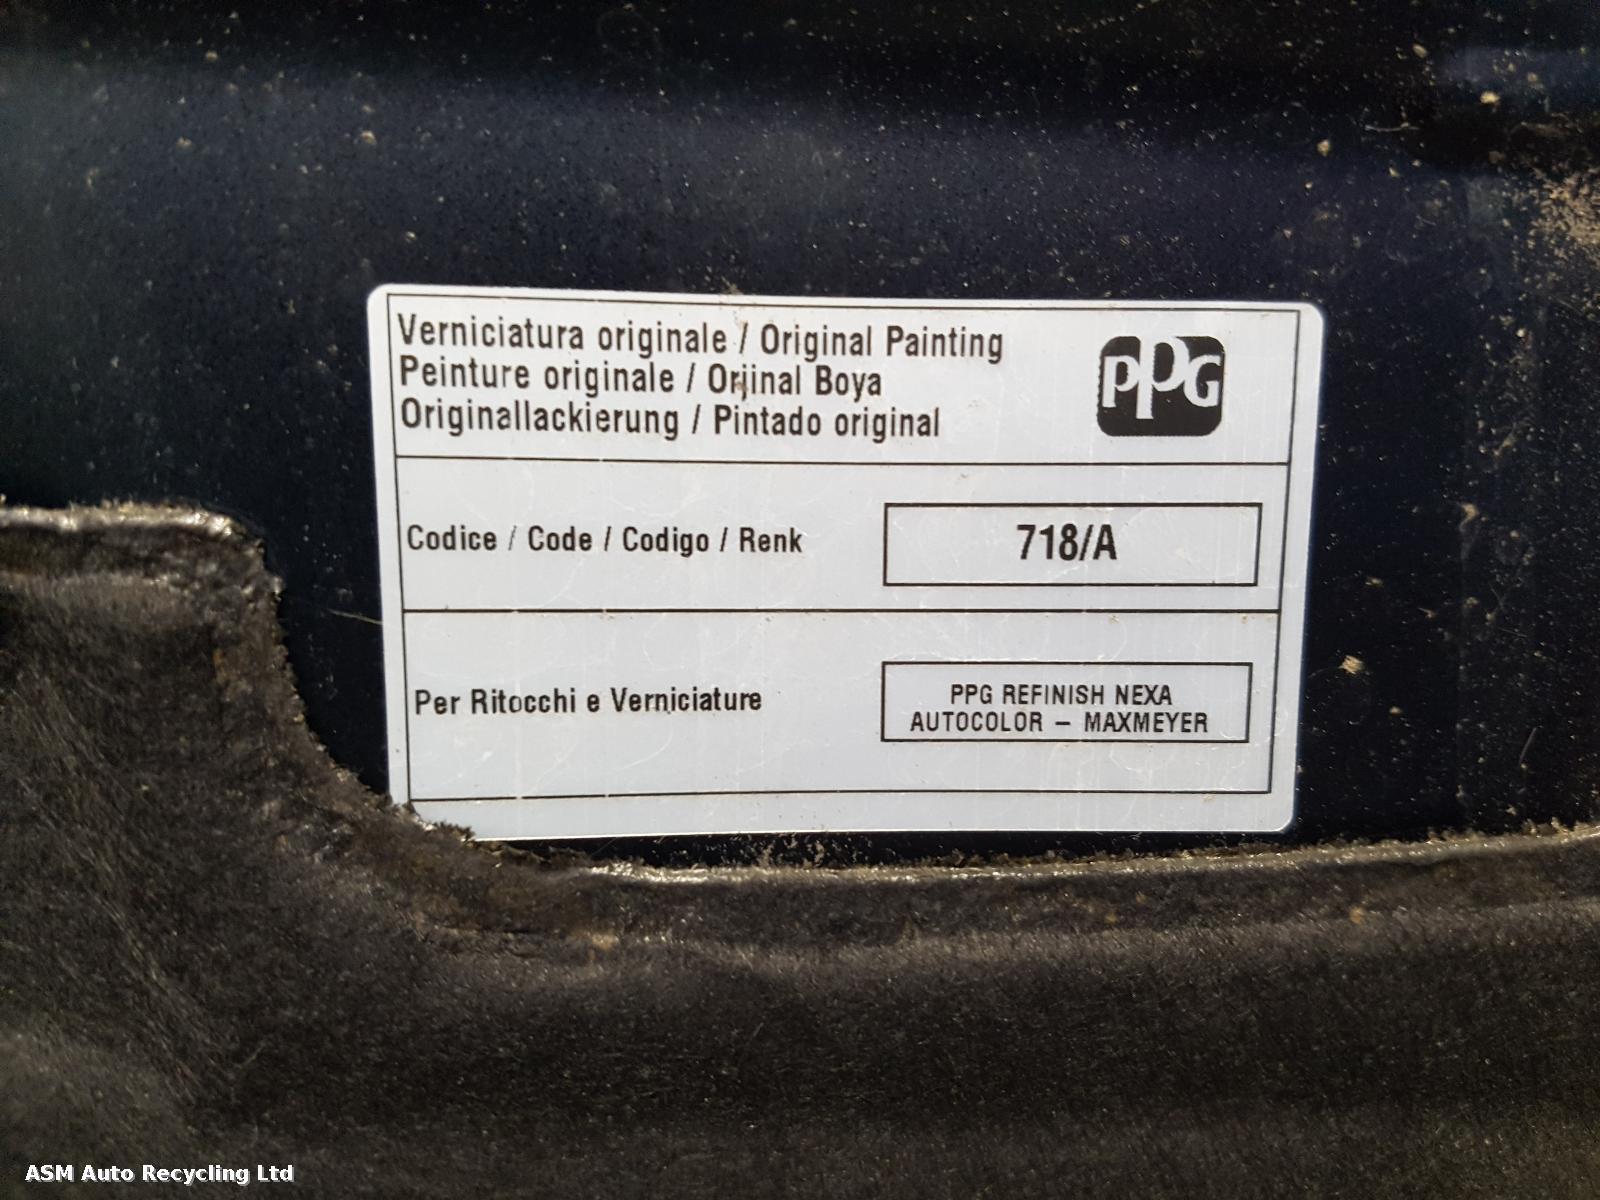 Verniciatura originale / Original Painting
Peinture originale / Orjinal Boya
Originallackierung / Pintado original
PPG
Codice / Code / Codigo / Renk
718/A
Per Ritocchi e Verniciature
PPG REFINISH NEXA
AUTOCOLOR – MAXMEYER
ASM Auto Recycling Ltd